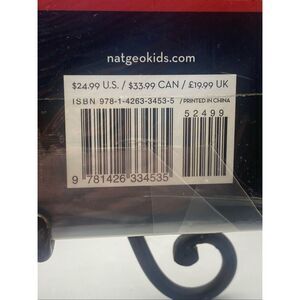 natgeokids.com
$24.99 U.S. / $33.99 CAN / £19.99 UK
ISBN 978-1-4263-3453-5 / PRINTED IN CHINA
52499
9 781426 334535